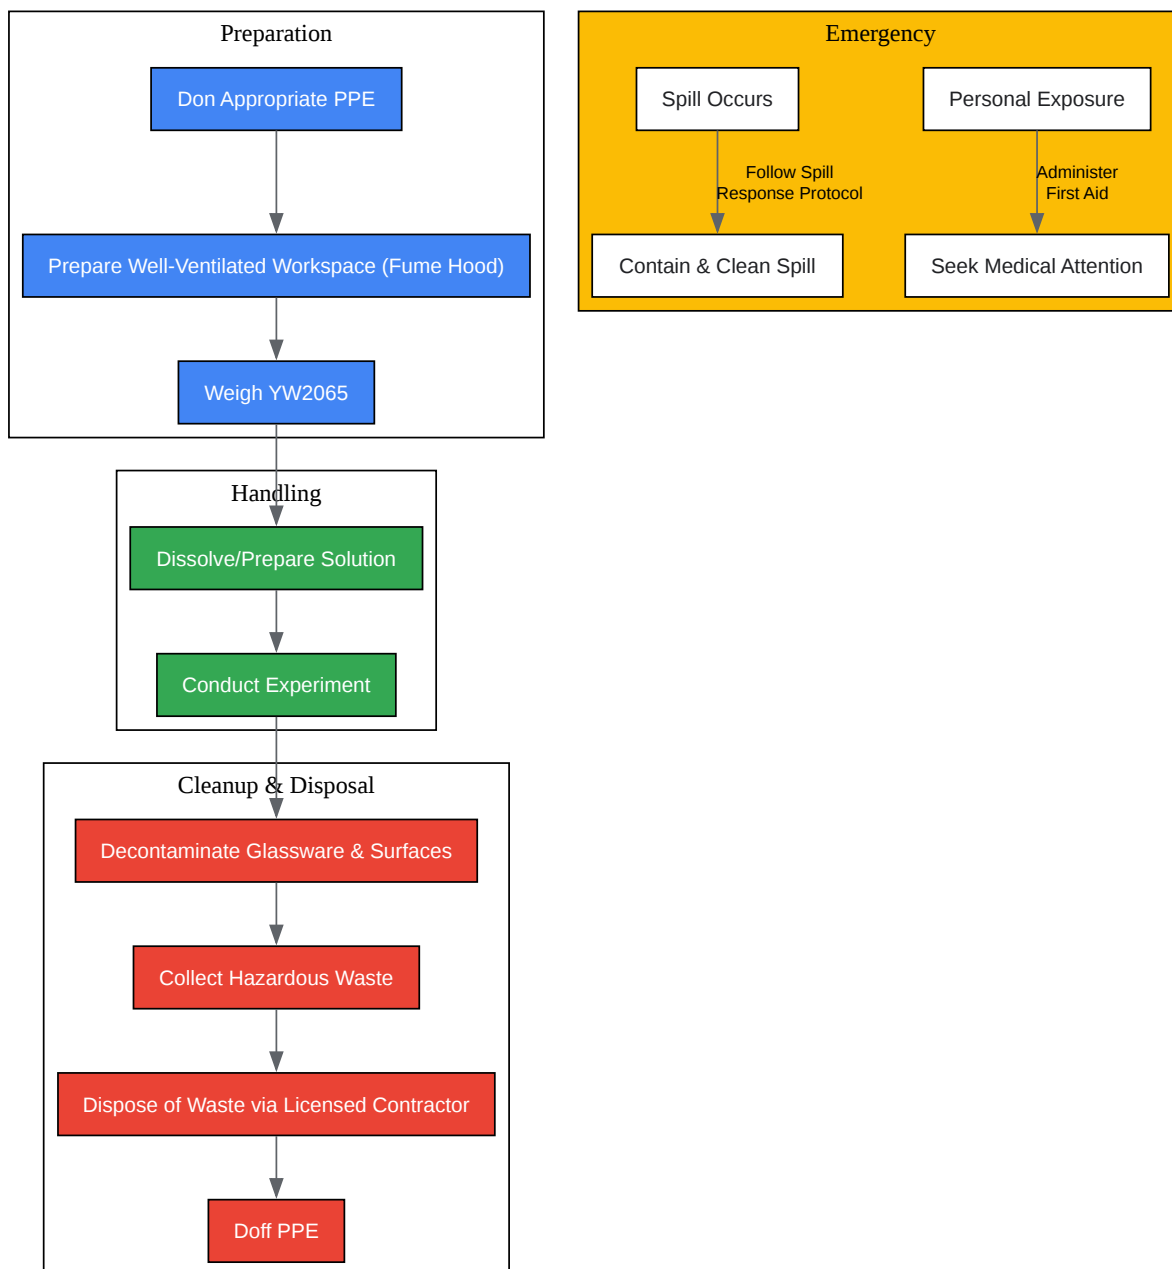 Preparation
Don Appropriate PPE
Prepare Well-Ventilated Workspace (Fume Hood)
Weigh YW2065
Handling
Dissolve/Prepare Solution
Conduct Experiment
Cleanup & Disposal
Decontaminate Glassware & Surfaces
Collect Hazardous Waste
Dispose of Waste via Licensed Contractor
Doff PPE
Emergency
Spill Occurs
Follow Spill
Response Protocol
Contain & Clean Spill
Personal Exposure
Administer
First Aid
Seek Medical Attention